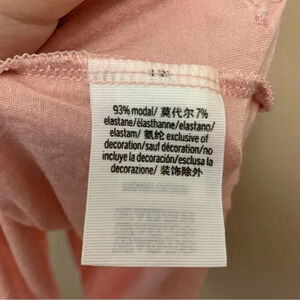 93% modal/ 莫代尔 7%
elastane/élasthanne/elastano/
elastam/ 氨纶 exclusive of
decoration/sauf décoration/no
incluye la decoración/esclusa la
decorazione/ 装饰除外